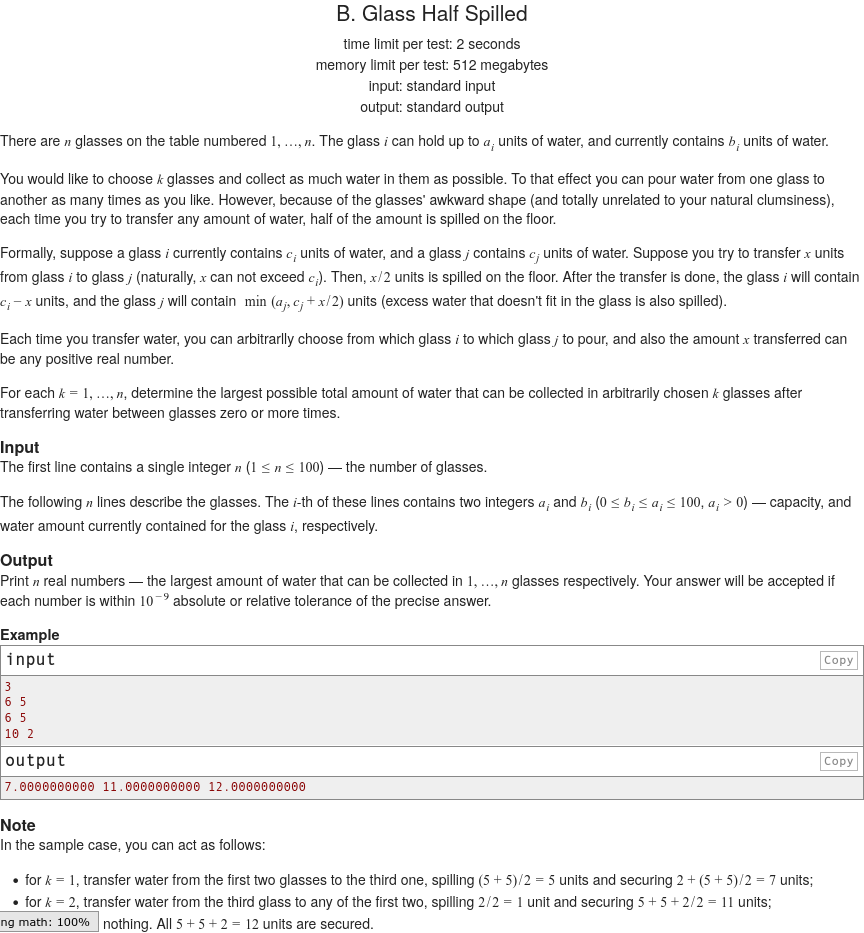 B. Glass Half Spilled
time limit per test: 2 seconds
memory limit per test: 512 megabytes
input: standard input
output: standard output
There are n glasses on the table numbered 1, …, n. The glass i can hold up to a_i units of water, and currently contains b_i units of water.
You would like to choose k glasses and collect as much water in them as possible. To that effect you can pour water from one glass to
another as many times as you like. However, because of the glasses' awkward shape (and totally unrelated to your natural clumsiness),
each time you try to transfer any amount of water, half of the amount is spilled on the floor.
Formally, suppose a glass i currently contains c_i units of water, and a glass j contains c_j units of water. Suppose you try to transfer x units
from glass i to glass j (naturally, x can not exceed c_i). Then, x/2 units is spilled on the floor. After the transfer is done, the glass i will contain
c_i − x units, and the glass j will contain min (a_j, c_j + x/2) units (excess water that doesn't fit in the glass is also spilled).
Each time you transfer water, you can arbitrarlly choose from which glass i to which glass j to pour, and also the amount x transferred can
be any positive real number.
For each k = 1, …, n, determine the largest possible total amount of water that can be collected in arbitrarily chosen k glasses after
transferring water between glasses zero or more times.
Input
The first line contains a single integer n (1 ≤ n ≤ 100) — the number of glasses.
The following n lines describe the glasses. The i-th of these lines contains two integers a_i and b_i (0 ≤ b_i ≤ a_i ≤ 100, a_i > 0) — capacity, and
water amount currently contained for the glass i, respectively.
Output
Print n real numbers — the largest amount of water that can be collected in 1, …, n glasses respectively. Your answer will be accepted if
each number is within 10^−9 absolute or relative tolerance of the precise answer.
Example
input Copy
3
6 5
6 5
10 2
output Copy
7.0000000000 11.0000000000 12.0000000000
Note
In the sample case, you can act as follows:
• for k = 1, transfer water from the first two glasses to the third one, spilling (5 + 5)/2 = 5 units and securing 2 + (5 + 5)/2 = 7 units;
• for k = 2, transfer water from the third glass to any of the first two, spilling 2/2 = 1 unit and securing 5 + 5 + 2/2 = 11 units;
ng math: 100% nothing. All 5 + 5 + 2 = 12 units are secured.